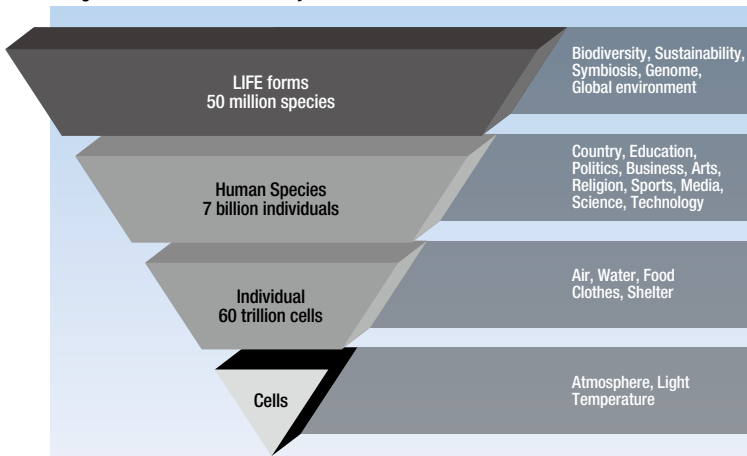 LIFE forms
50 million species
Biodiversity, Sustainability,
Symbiosis, Genome,
Global environment
Human Species
7 billion individuals
Country, Education,
Politics, Business, Arts,
Religion, Sports, Media,
Science, Technology
Individual
60 trillion cells
Air, Water, Food
Clothes, Shelter
Cells
Atmosphere, Light
Temperature